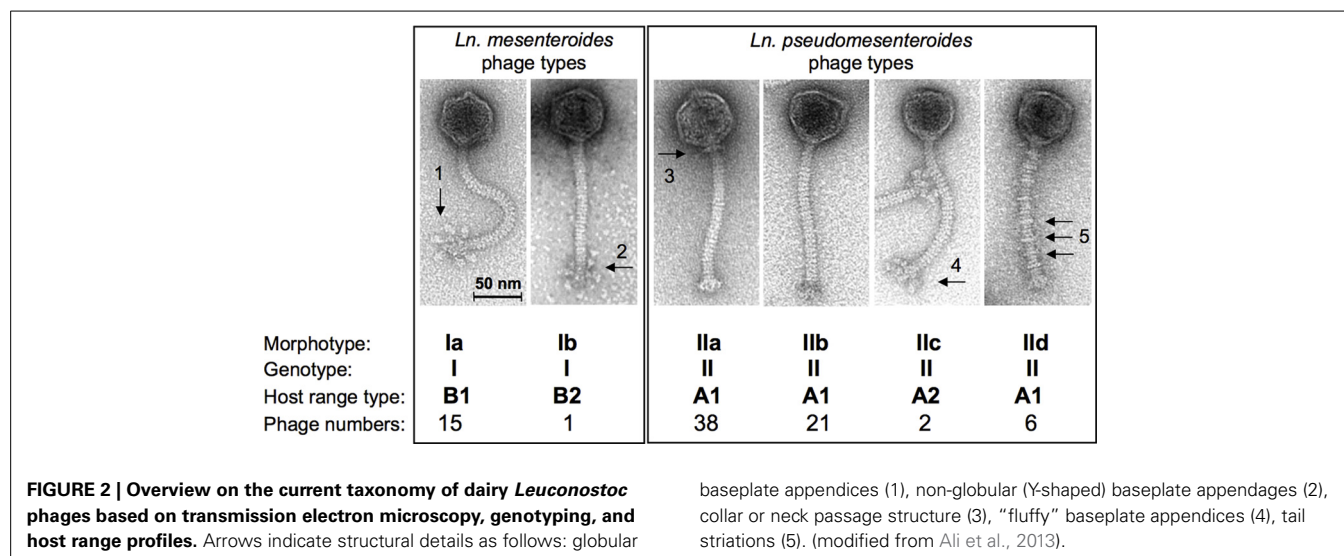 Ln. mesenteroides
phage types
Ln. pseudomesenteroides
phage types
1
50 nm
2
3
4
5
Morphotype: Ia Ib IIa IIb IIc IId
Genotype: I I II II II II
Host range type: B1 B2 A1 A1 A2 A1
Phage numbers: 15 1 38 21 2 6
FIGURE 2 | Overview on the current taxonomy of dairy Leuconostoc
phages based on transmission electron microscopy, genotyping, and
host range profiles. Arrows indicate structural details as follows: globular
baseplate appendices (1), non-globular (Y-shaped) baseplate appendages (2),
collar or neck passage structure (3), “fluffy” baseplate appendices (4), tail
striations (5). (modified from Ali et al., 2013).